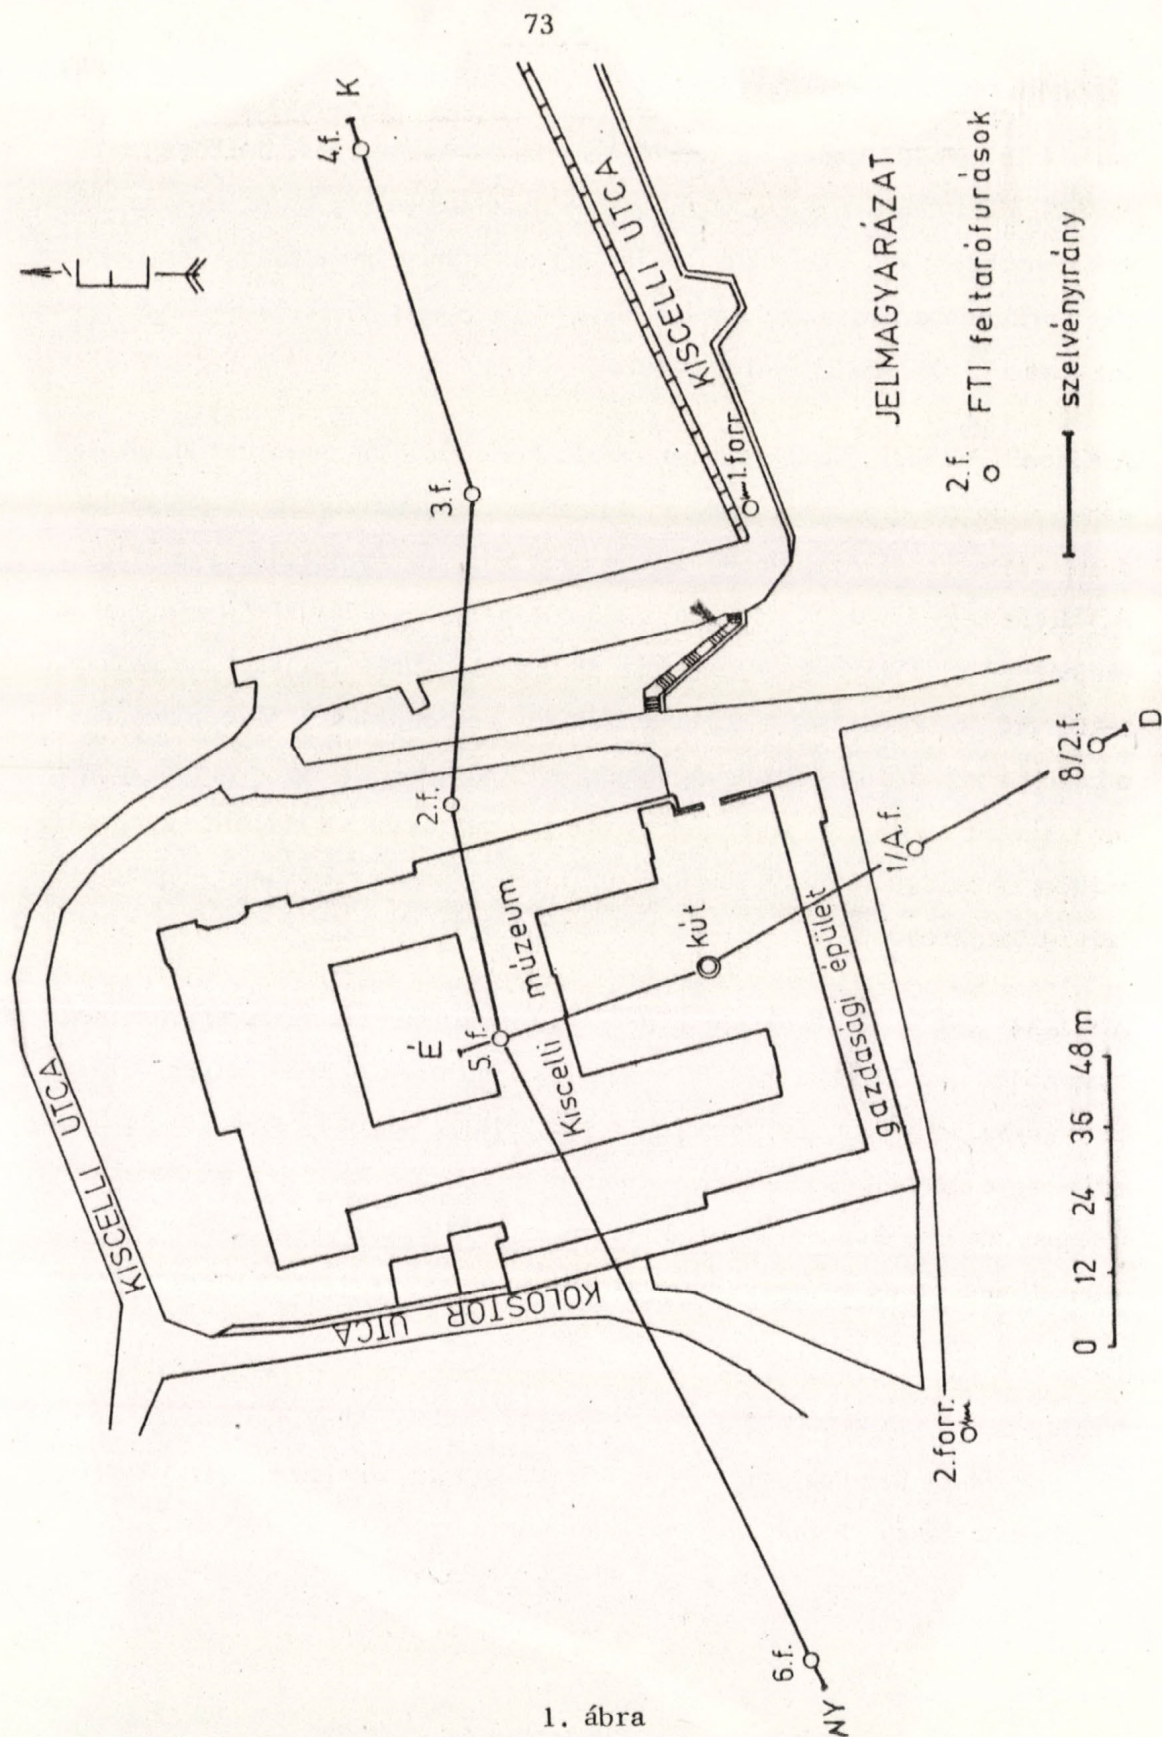 73
É
K
4.f.
3.f.
2.f.
5.f.
É
6.f.
NY
KISCELLI UTCA
KISCELLI UTCA
KOLOSTOR UTCA
Kiscelli múzeum
kút
gazdasági épület
1/A.f.
8/2.f.
D
1.forr.
2.forr.
JELMAGYARÁZAT
2.f.
FTI feltárófurások
szelvényirány
0 12 24 36 48 m
1. ábra